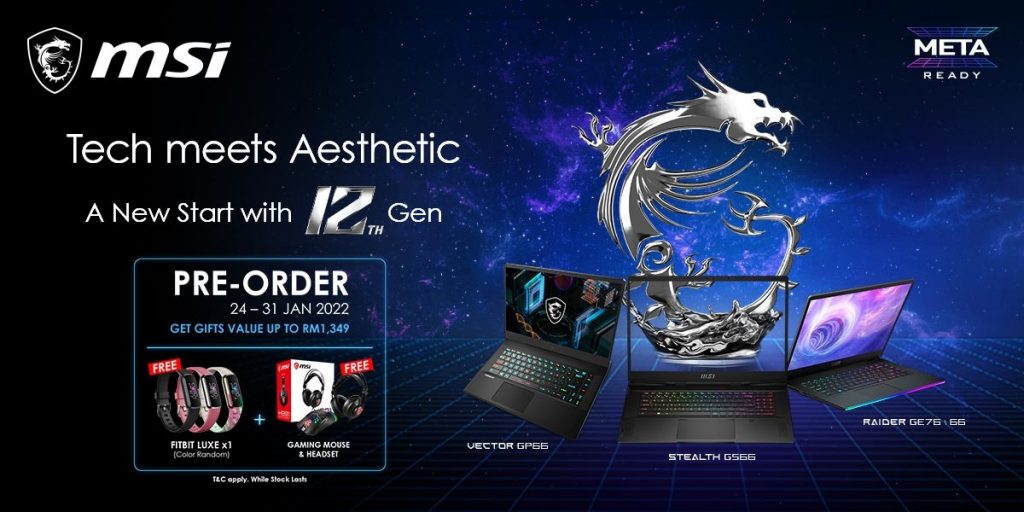 msi
META
READY
Tech meets Aesthetic
A New Start with 12TH Gen
PRE-ORDER
24 – 31 JAN 2022
GET GIFTS VALUE UP TO RM1,349
FREE
FREE
msi
+
FITBIT LUXE x1
(Color Random)
GAMING MOUSE
& HEADSET
T&C apply. While Stock Lasts
VECTOR GP66
msi
STEALTH GS66
RAIDER GE76 \ 66